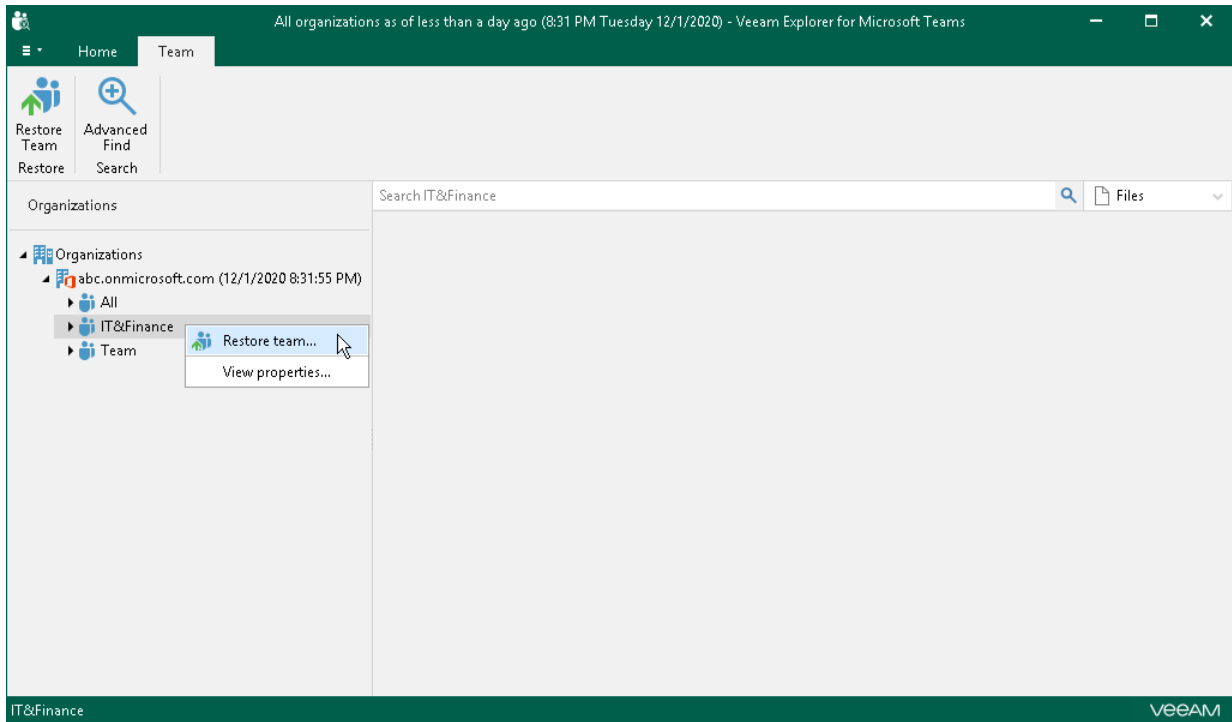 All organizations as of less than a day ago (8:31 PM Tuesday 12/1/2020) - Veeam Explorer for Microsoft Teams
Home Team
Restore Team
Advanced Find
Restore Search
Organizations
Search IT&Finance
Files
Organizations
abc.onmicrosoft.com (12/1/2020 8:31:55 PM)
All
IT&Finance
Restore team...
Team
View properties...
IT&Finance
VEEAM